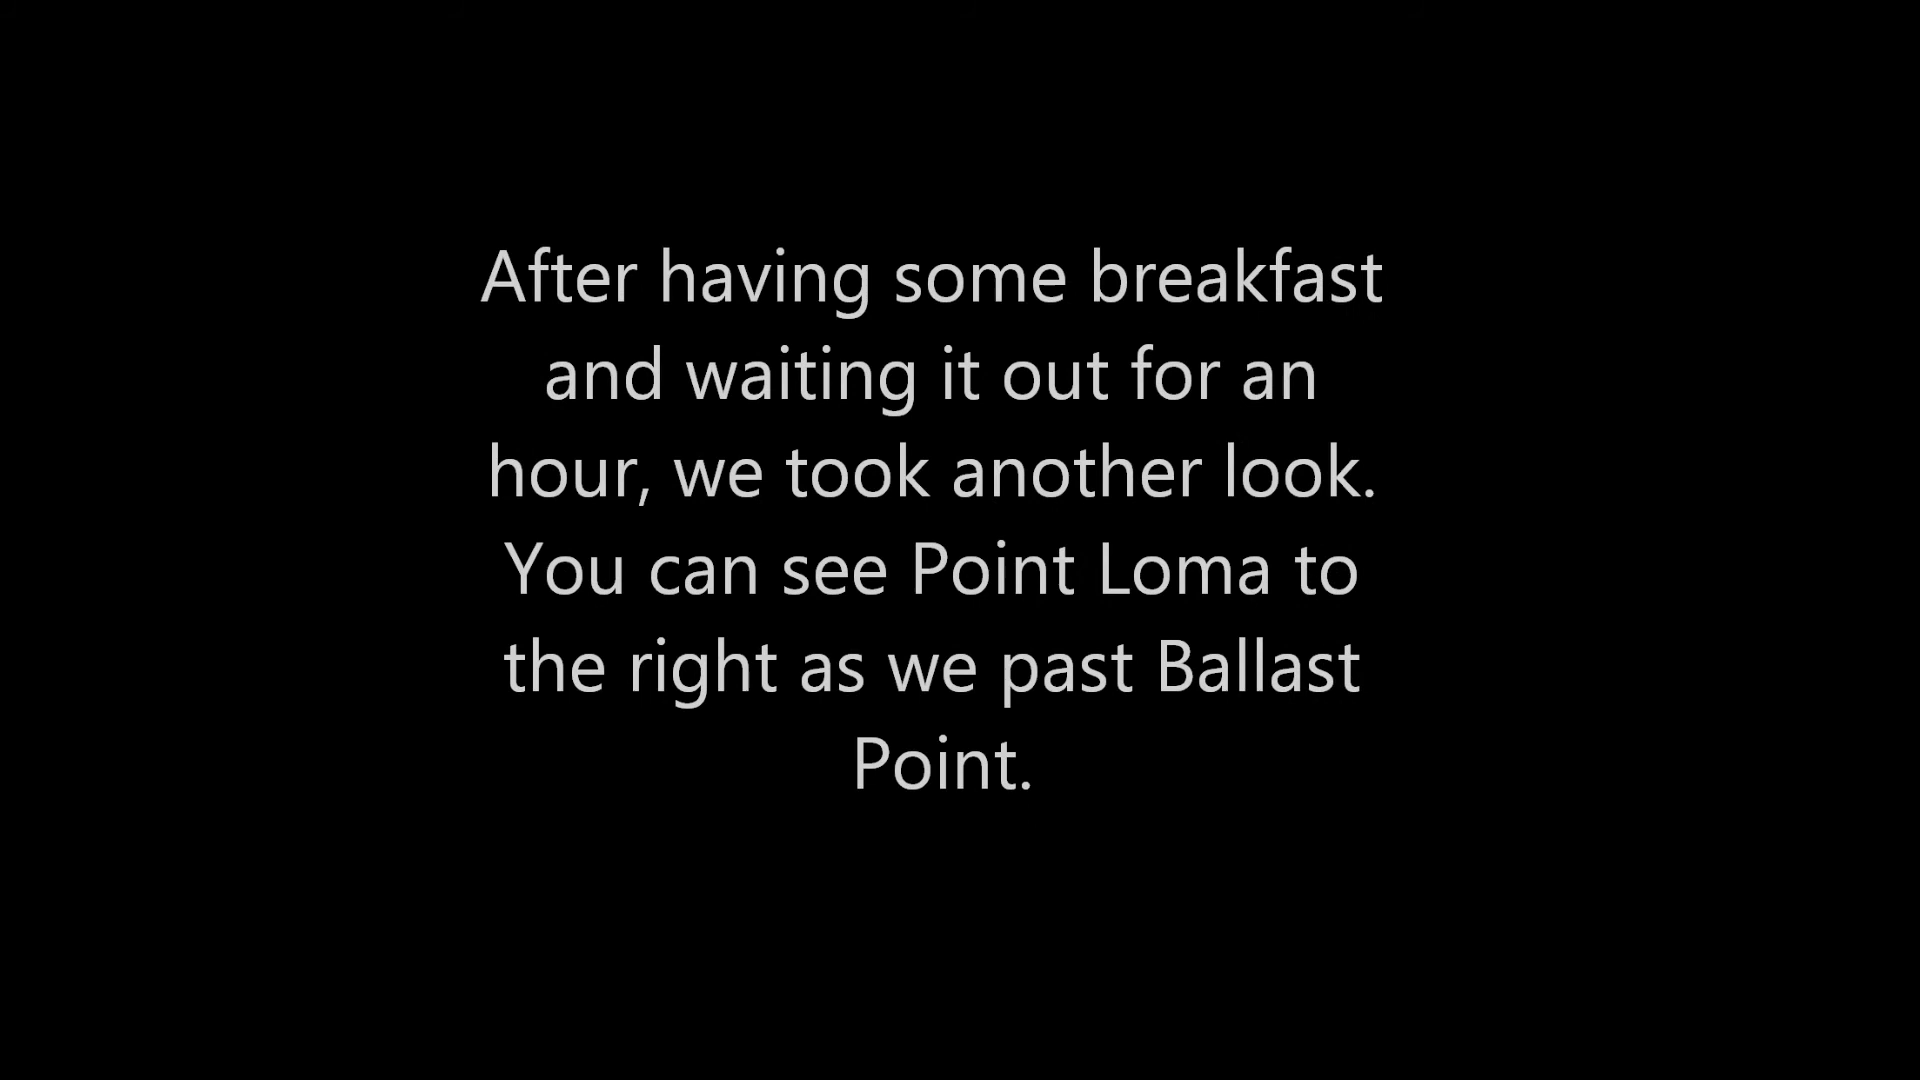 After having some breakfast
and waiting it out for an
hour, we took another look.
You can see Point Loma to
the right as we past Ballast
Point.